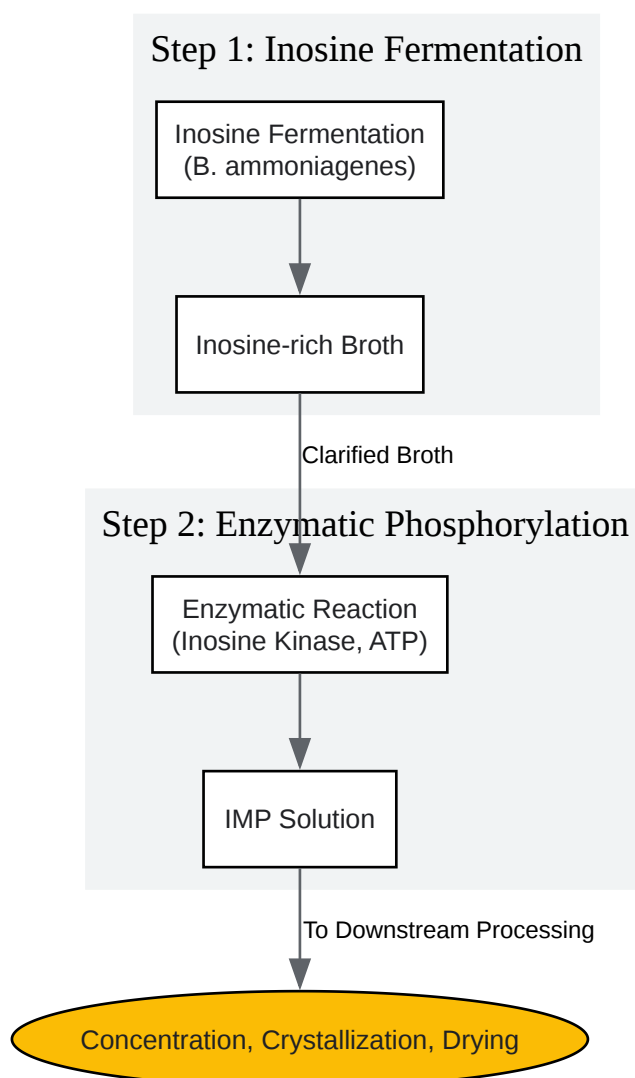 Step 1: Inosine Fermentation
Inosine Fermentation
(B. ammoniagenes)
Inosine-rich Broth
Clarified Broth
Step 2: Enzymatic Phosphorylation
Enzymatic Reaction
(Inosine Kinase, ATP)
IMP Solution
To Downstream Processing
Concentration, Crystallization, Drying